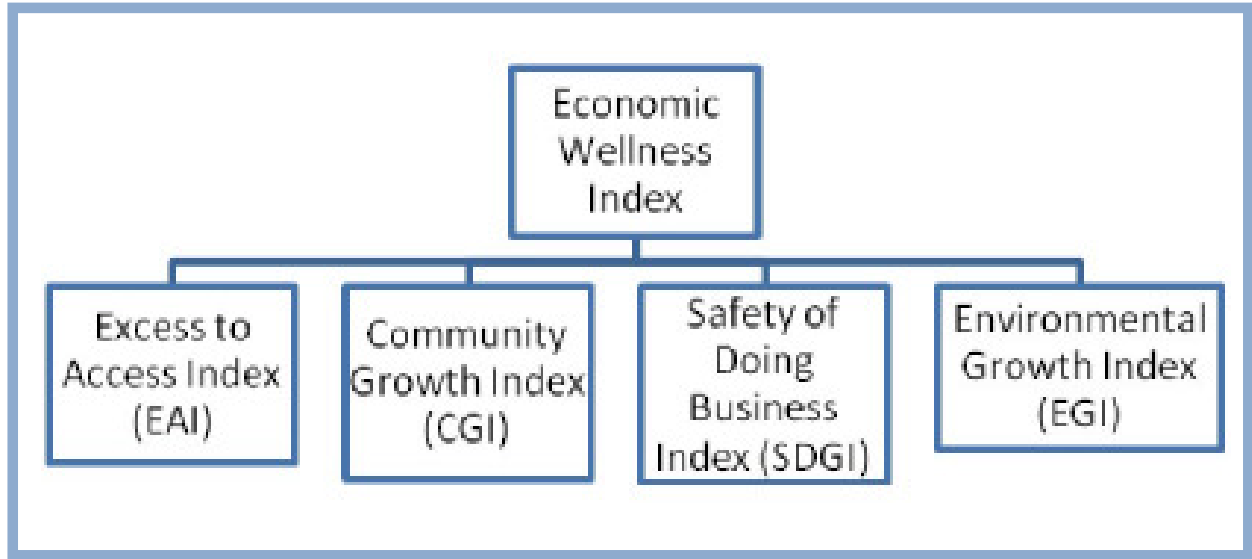 Economic
Wellness
Index
Excess to
Access Index
(EAI)
Community
Growth Index
(CGI)
Safety of
Doing
Business
Index (SDGI)
Environmental
Growth Index
(EGI)